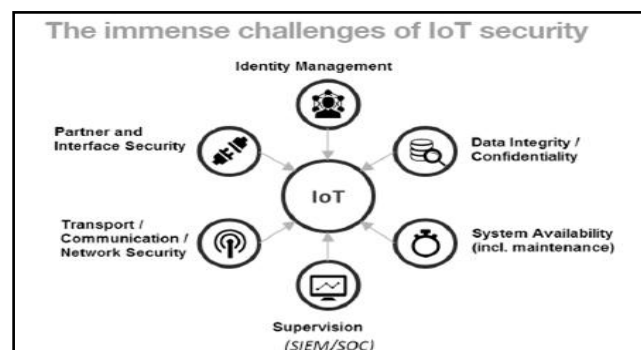 The immense challenges of IoT security
Identity Management
Partner and
Interface Security
Data Integrity /
Confidentiality
IoT
Transport /
Communication /
Network Security
System Availability
(incl. maintenance)
Supervision
(SIEM/SOC)